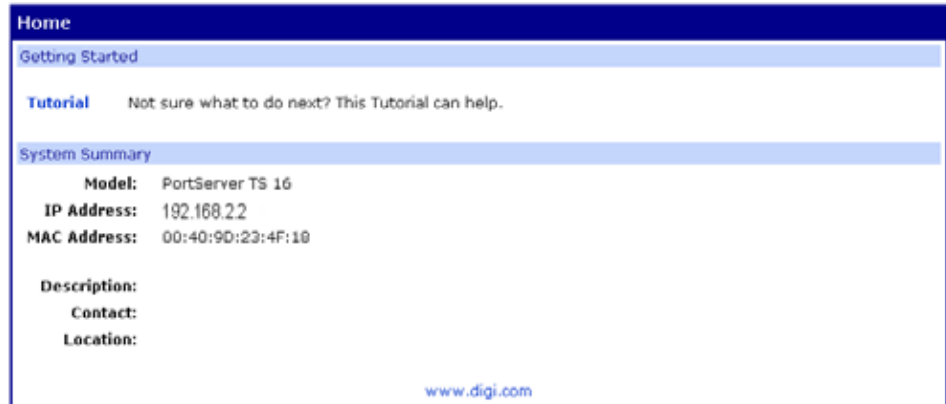 Home
Getting Started
Tutorial Not sure what to do next? This Tutorial can help.
System Summary
Model: PortServer TS 16
IP Address: 192.168.2.2
MAC Address: 00:40:9D:23:4F:18
Description:
Contact:
Location:
www.digi.com